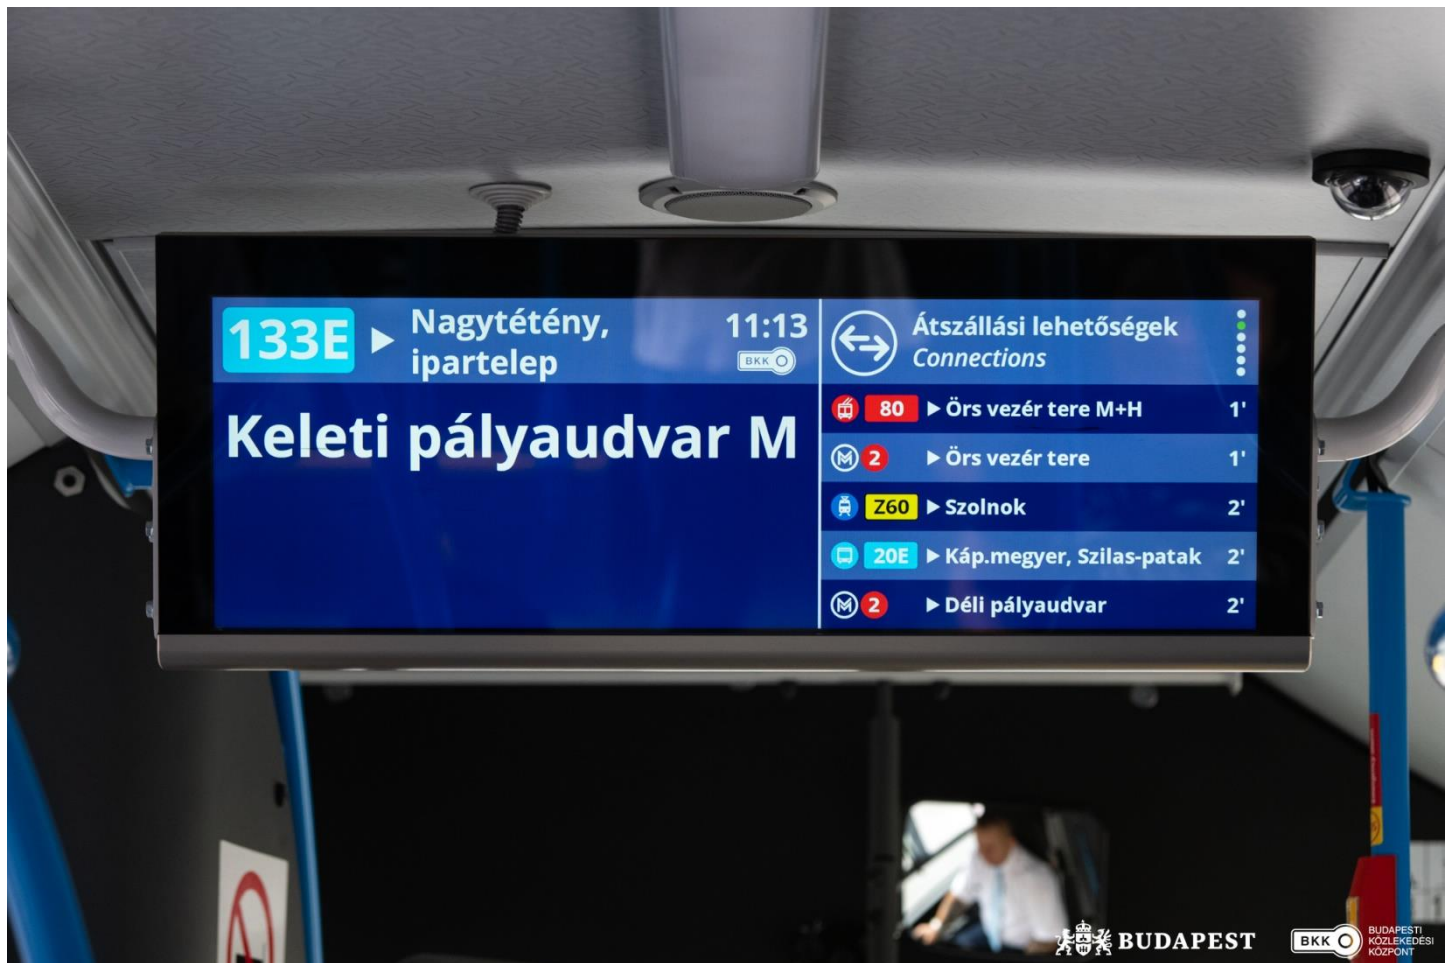 133E ▶ Nagytétény,
ipartelep
11:13
BKK
Keleti pályaudvar M
Átszállási lehetőségek
Connections
80 ▶ Örs vezér tere M+H 1'
M 2 ▶ Örs vezér tere 1'
Z60 ▶ Szolnok 2'
20E ▶ Káp.megyer, Szilas-patak 2'
M 2 ▶ Déli pályaudvar 2'
BUDAPEST
BKK
BUDAPESTI
KÖZLEKEDÉSI
KÖZPONT